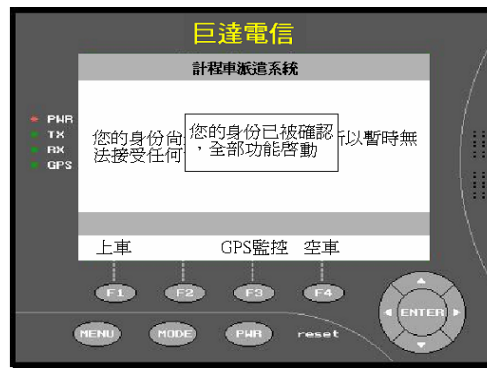 巨達電信
計程車派遣系統
PWR
TX
RX
GPS
您的身份尚
所以暫時無
法接受任何
您的身份已被確認
，全部功能啓動
上車 GPS監控 空車
F1 F2 F3 F4
MENU MODE PWR reset
ENTER